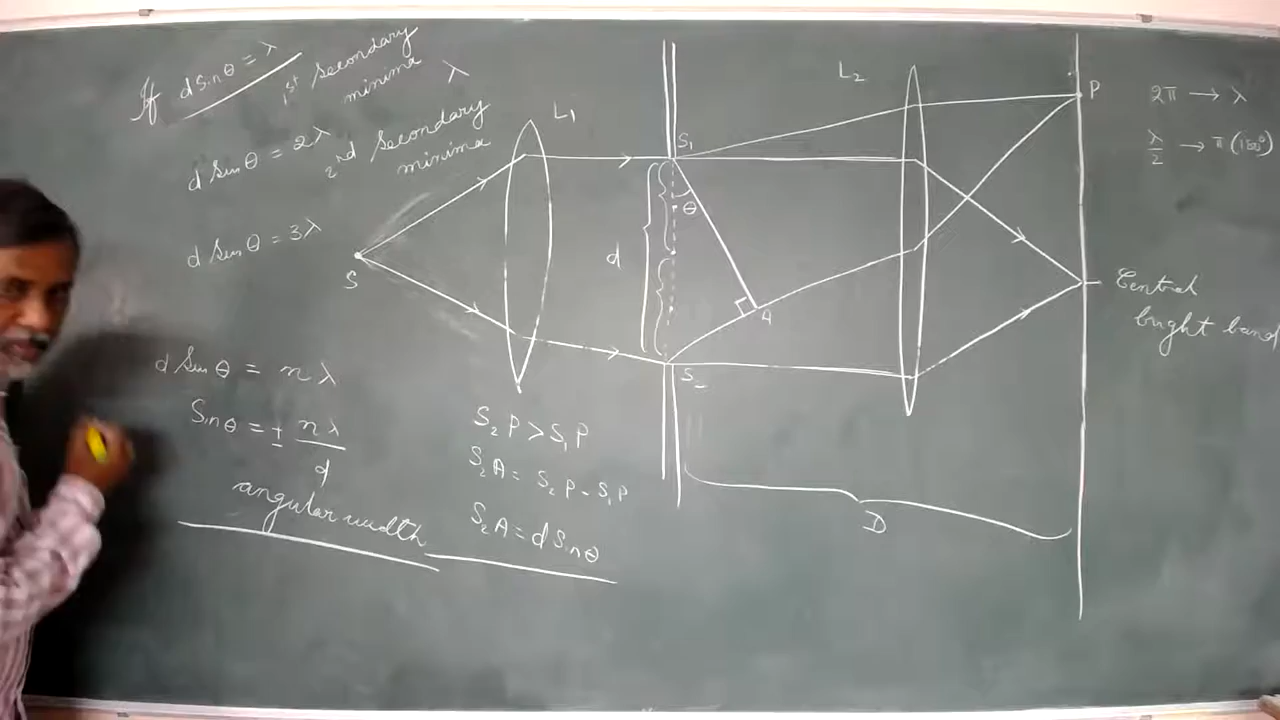 If d Sinθ = λ
1st secondary
minima λ
d Sinθ = 2λ
2nd secondary
minima
d Sinθ = 3λ
d Sinθ = nλ
Sinθ = ± nλ/d
angular width
S
L1
S1
θ
d
A
S2
L2
P
D
Central
bright band
2π → λ
λ/2 → π (180°)
S2P > S1P
S2A = S2P - S1P
S2A = d Sinθ